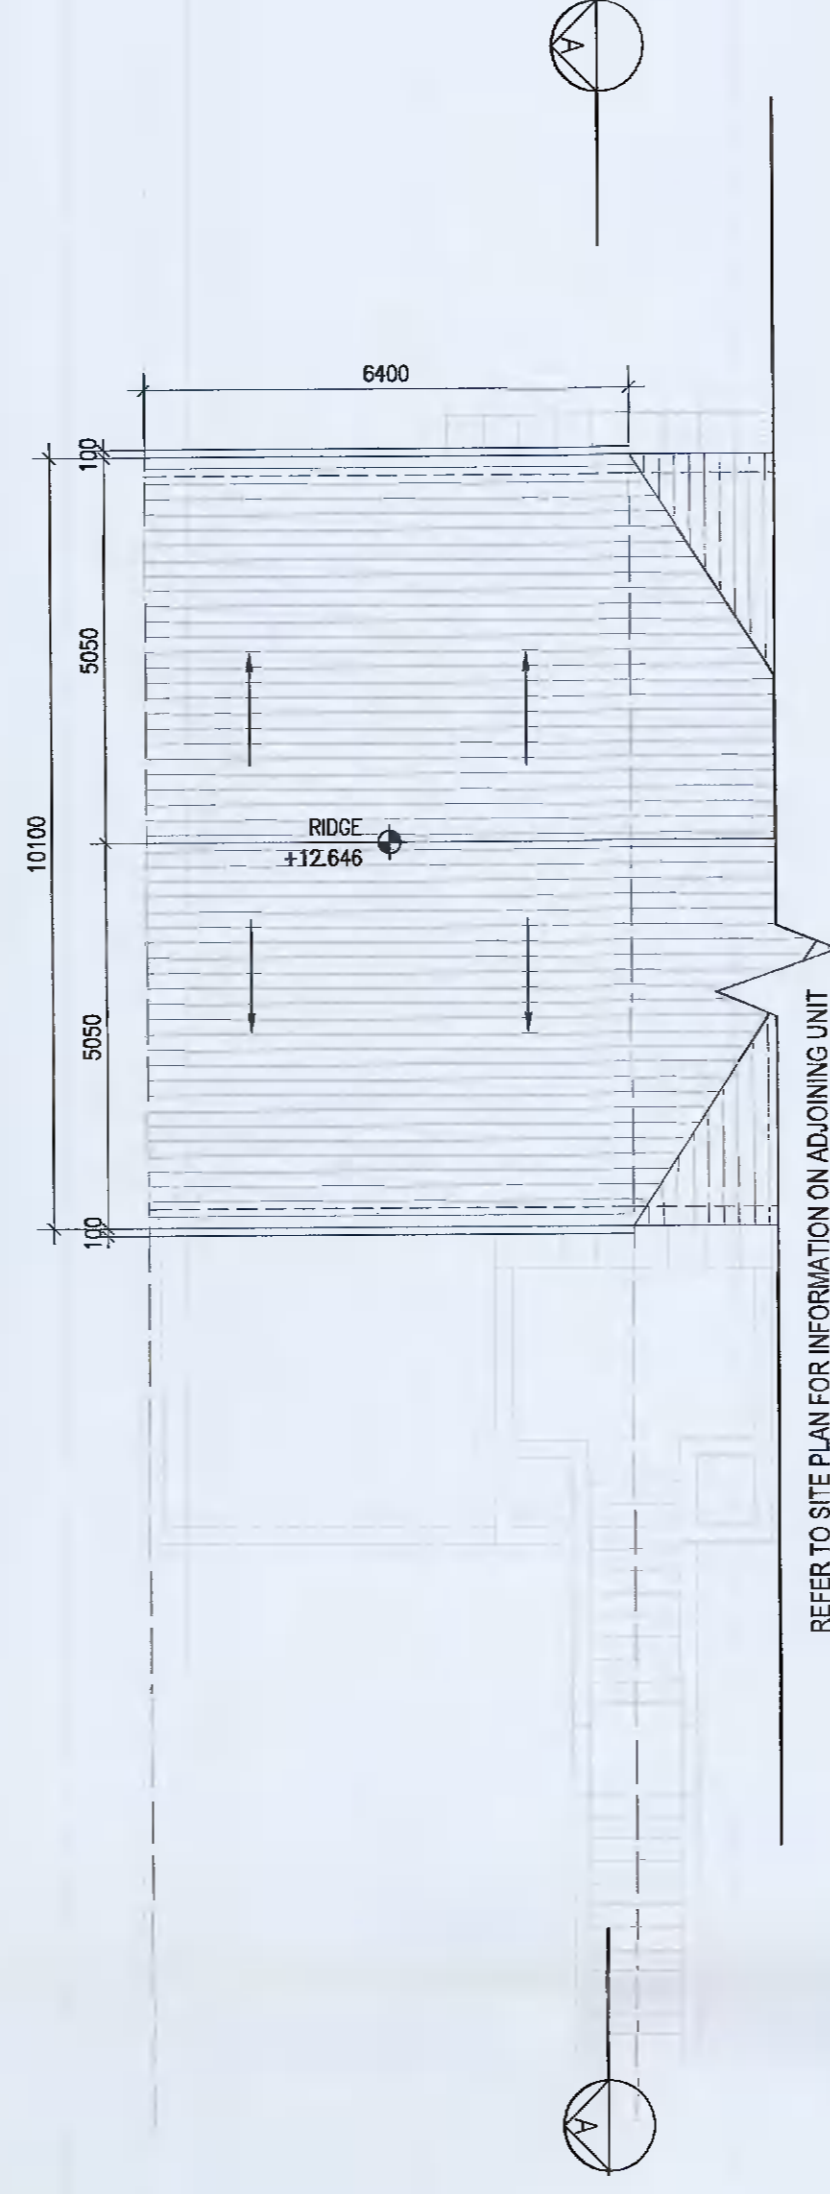 A
6400
100
5050
10100
RIDGE
+12.646
5050
100
REFER TO SITE PLAN FOR INFORMATION ON ADJOINING UNIT
A